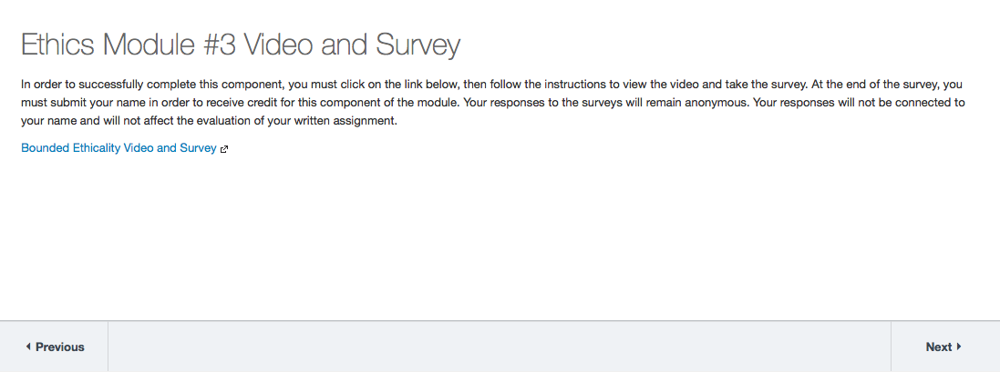 Ethics Module #3 Video and Survey
In order to successfully complete this component, you must click on the link below, then follow the instructions to view the video and take the survey. At the end of the survey, you
must submit your name in order to receive credit for this component of the module. Your responses to the surveys will remain anonymous. Your responses will not be connected to
your name and will not affect the evaluation of your written assignment.
Bounded Ethicality Video and Survey
Previous
Next